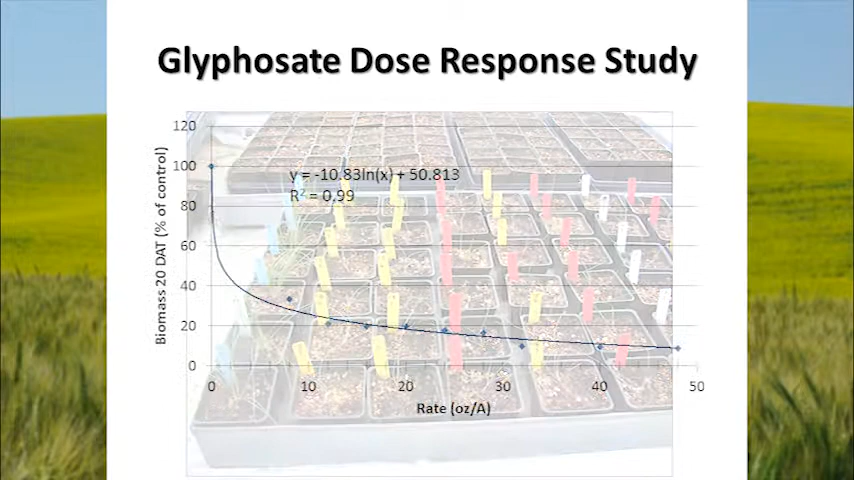 Glyphosate Dose Response Study
120
100
80
60
40
20
0
Biomass 20 DAT (% of control)
y = -10.83ln(x) + 50.813
R² = 0.99
0 10 20 30 40 50
Rate (oz/A)